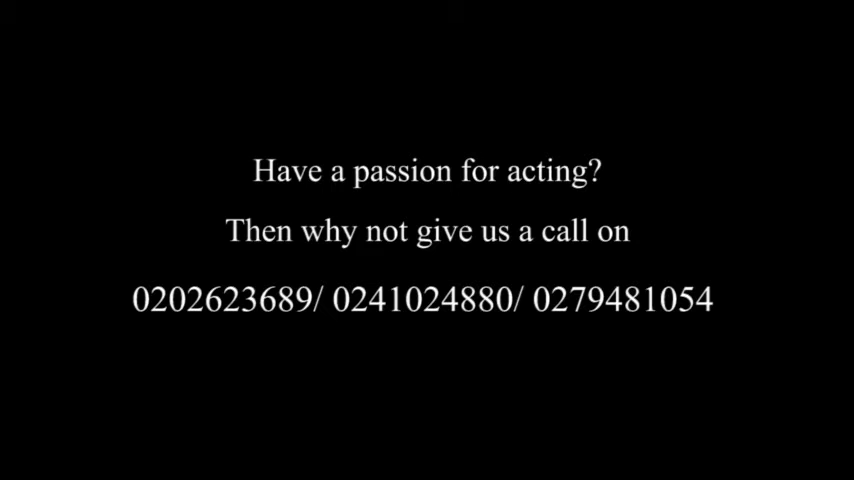 Have a passion for acting?
Then why not give us a call on
0202623689/ 0241024880/ 0279481054